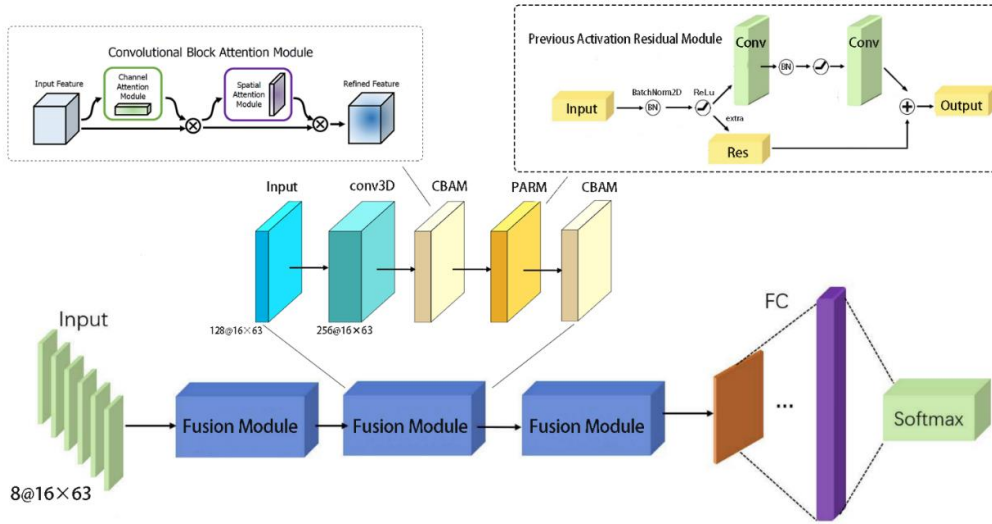 Convolutional Block Attention Module
Input Feature
Channel
Attention
Module
Spatial
Attention
Module
Refined Feature
Previous Activation Residual Module
Conv
Conv
BatchNorm2D
ReLu
Input
BN
BN
extra
Res
Output
Input
conv3D
CBAM
PARM
CBAM
128@16×63
256@16×63
Input
8@16×63
Fusion Module
Fusion Module
Fusion Module
FC
...
Softmax